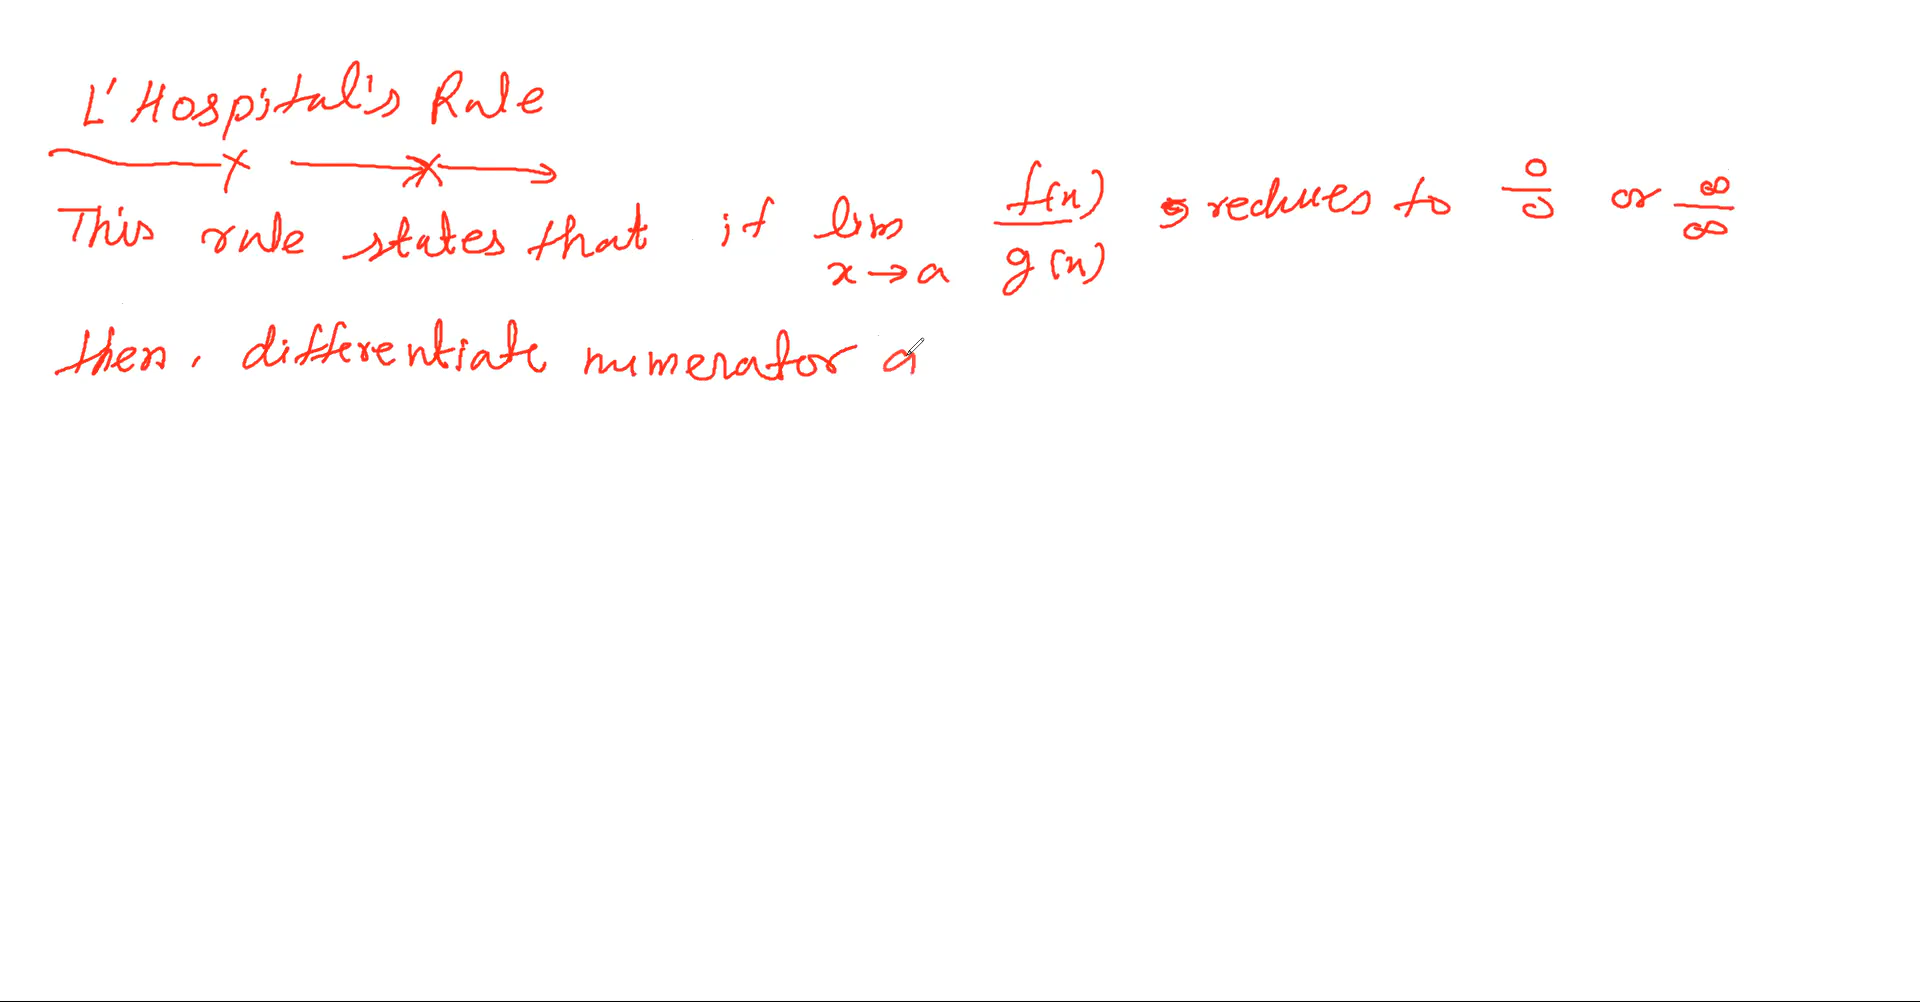 L'Hospital's Rule
This rule states that if lim x→a f(x)/g(x) reduces to 0/0 or ∞/∞
then, differentiate numerator a